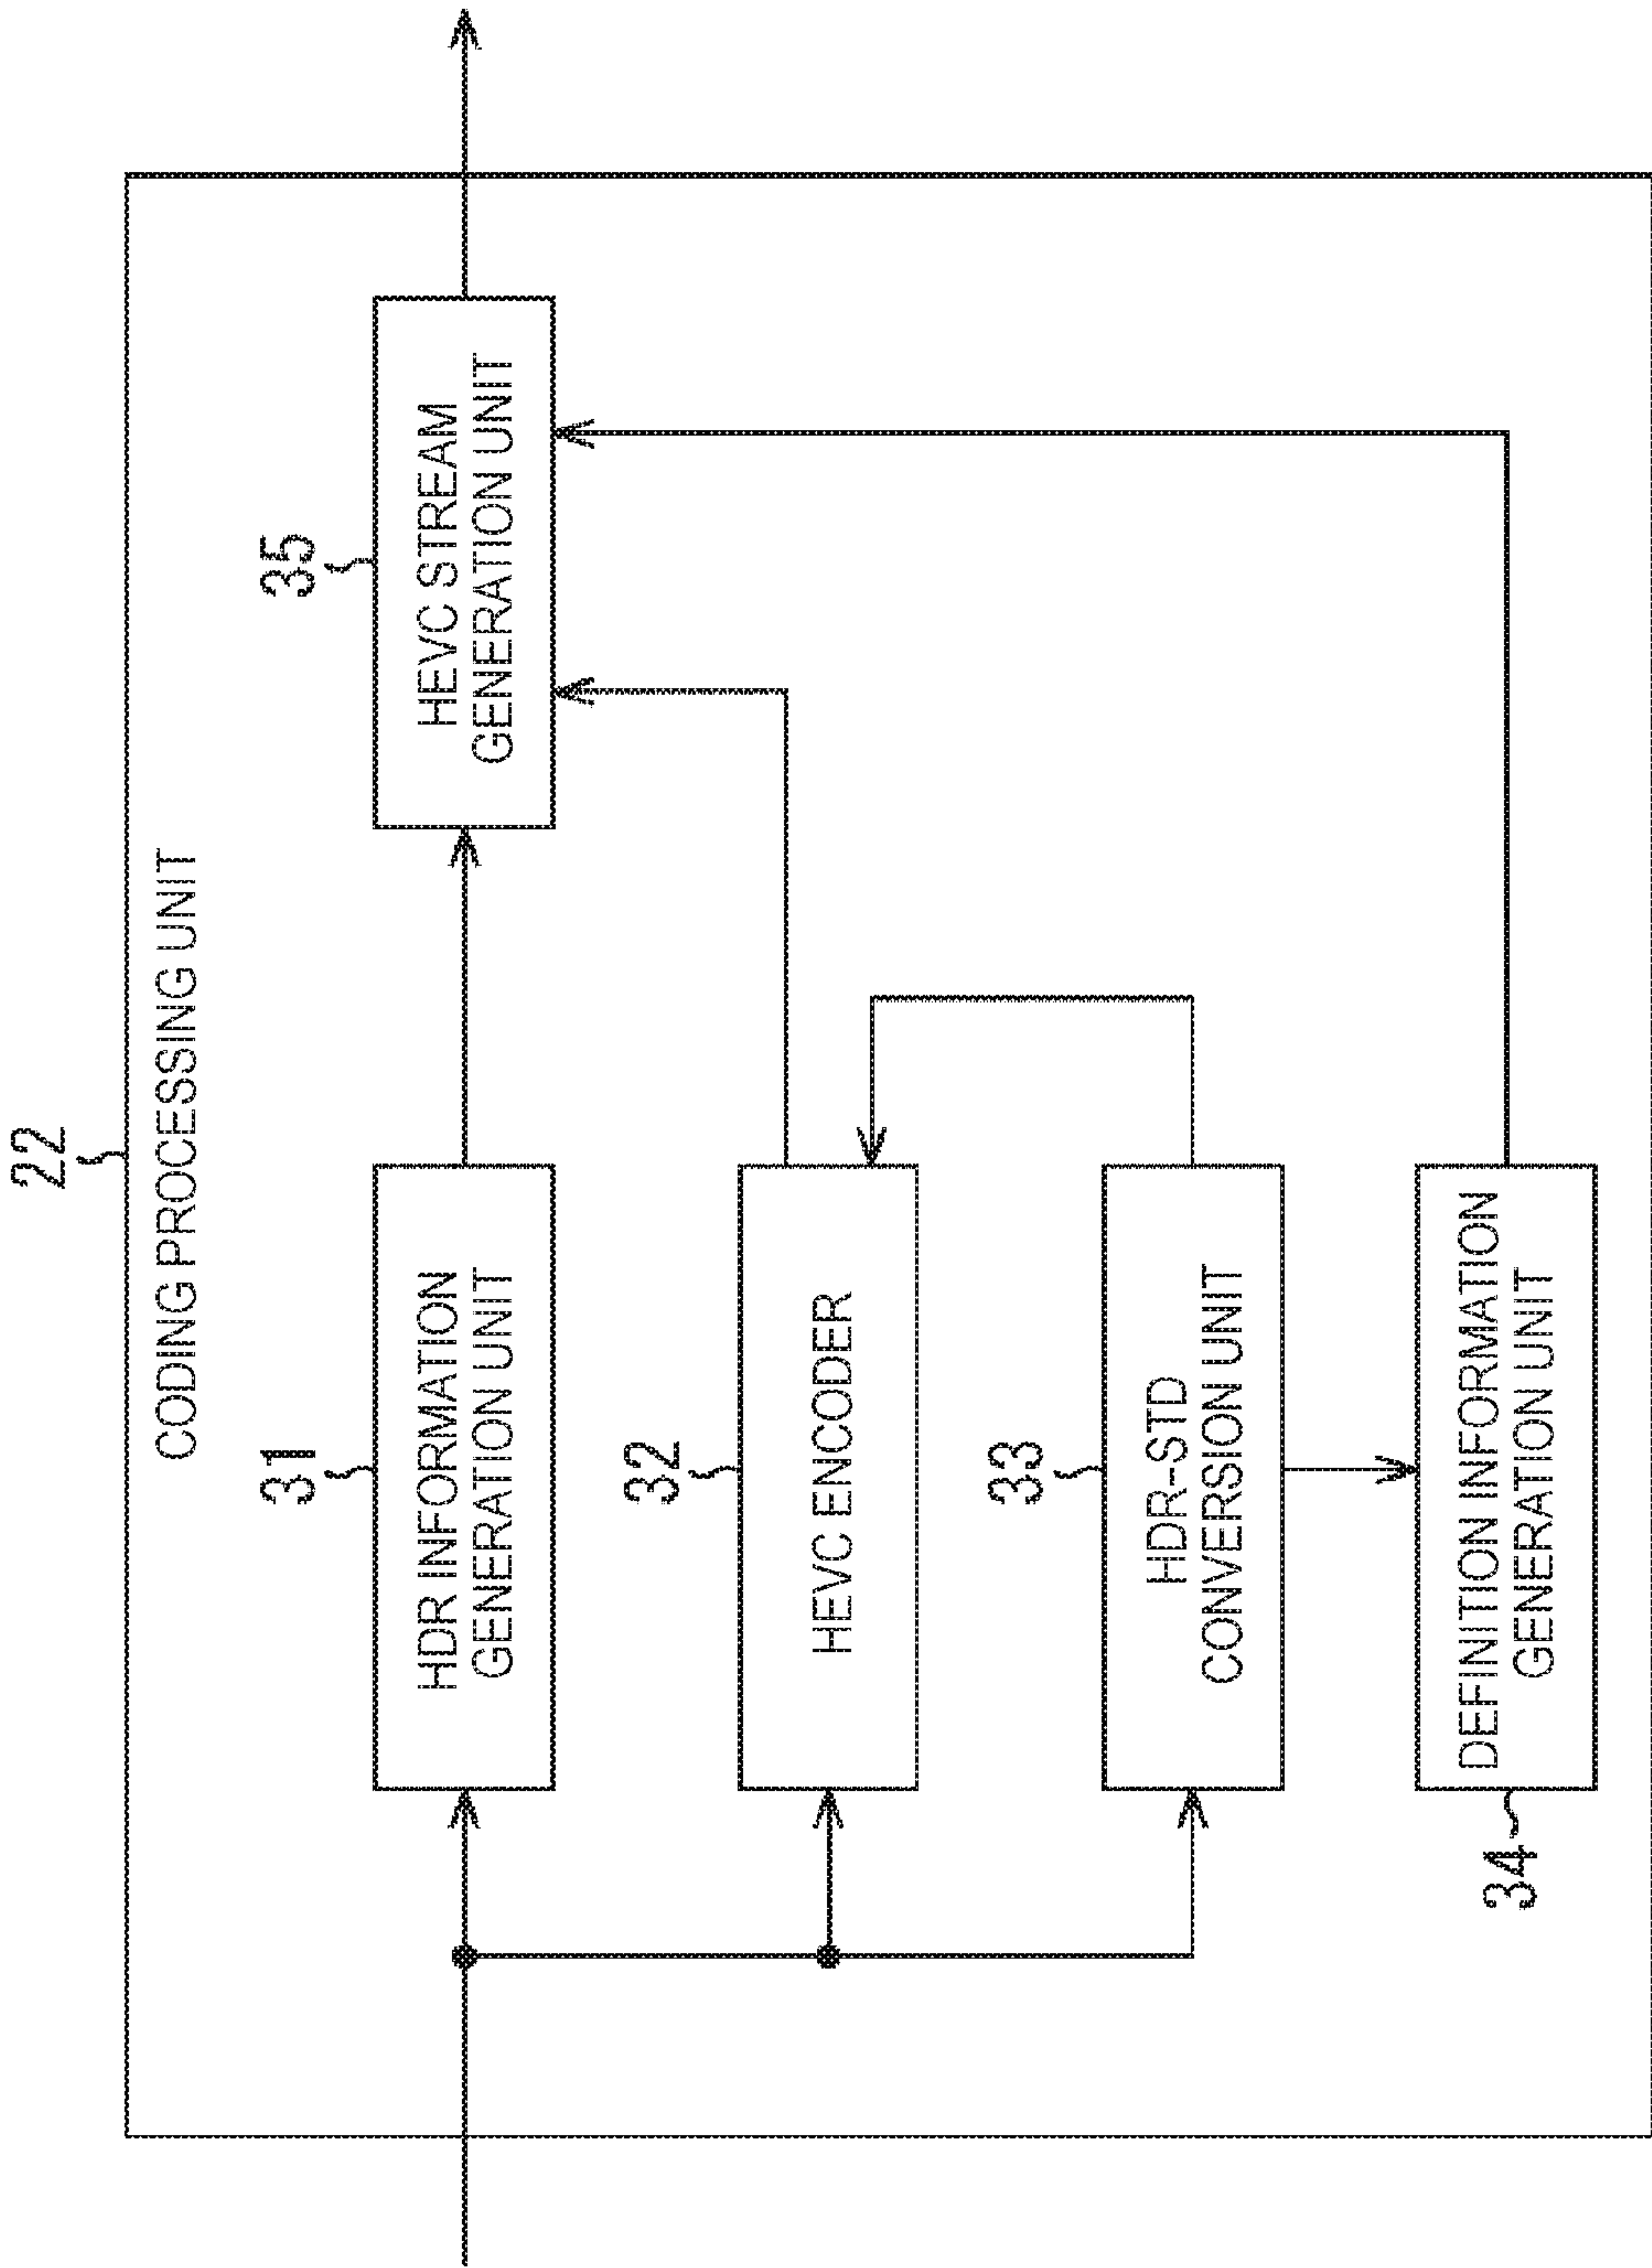 22
CODING PROCESSING UNIT
31
HDR INFORMATION
GENERATION UNIT
35
HEVC STREAM
GENERATION UNIT
32
HEVC ENCODER
33
HDR-STD
CONVERSION UNIT
34
DEFINITION INFORMATION
GENERATION UNIT